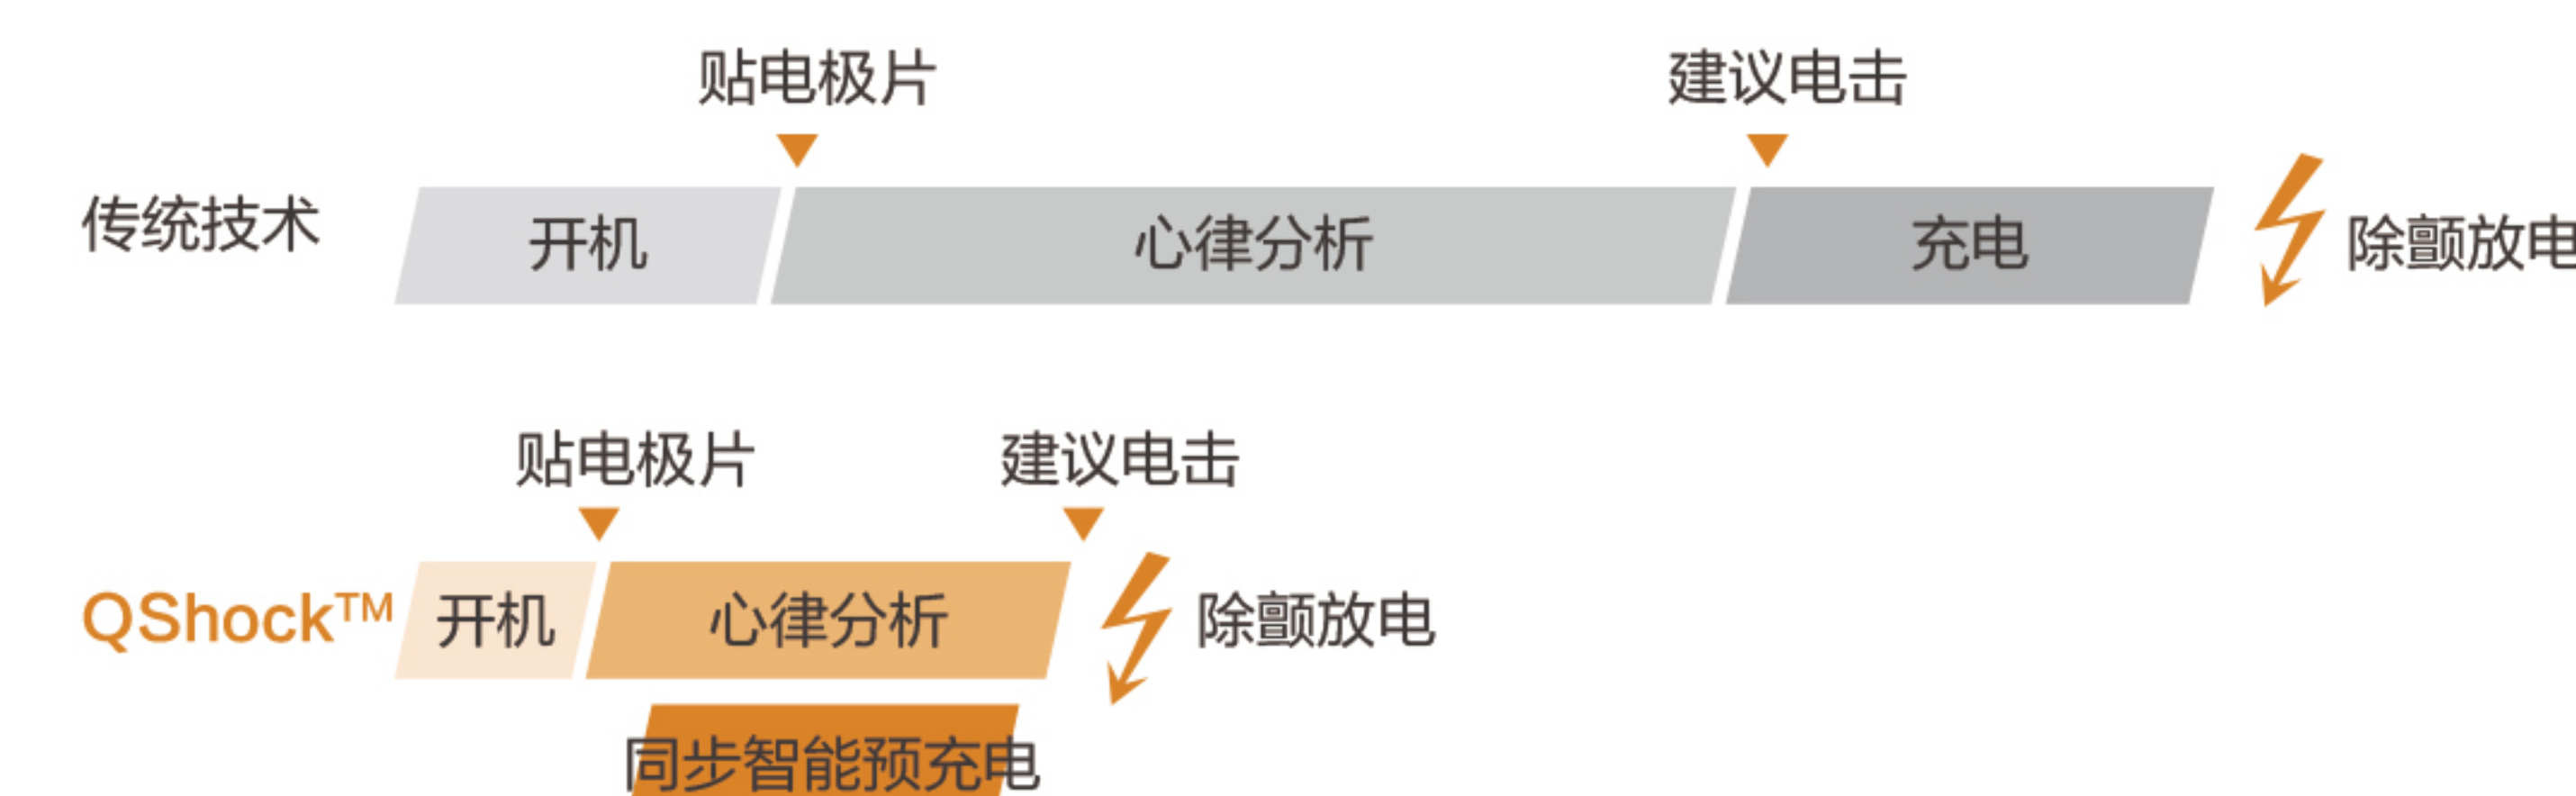 贴电极片 建议电击
传统技术 开机 心律分析 充电 除颤放电
贴电极片 建议电击
QShock™ 开机 心律分析 除颤放电
同步智能预充电